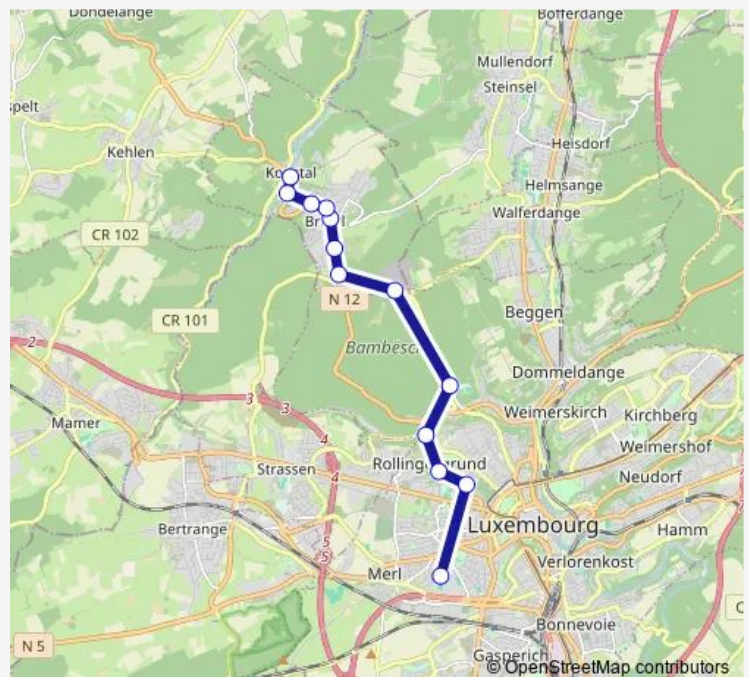 Dondelange
Bofferdange
Mullendorf
Steinsel
Kehlen
Heisdorf
Helmsange
Walferdange
CR 102
N 12
CR 101
Beggen
Bambesch
2
3
3
4
4
Dommeldange
Weimerskirch
Kirchberg
Mamer
Weimershof
Strassen
Neudorf
Luxembourg
Hamm
Bertrange
5
5
Verlorenkost
Merl
Bonnevoie
N 5
Gasperich
© OpenStreetMap contributors